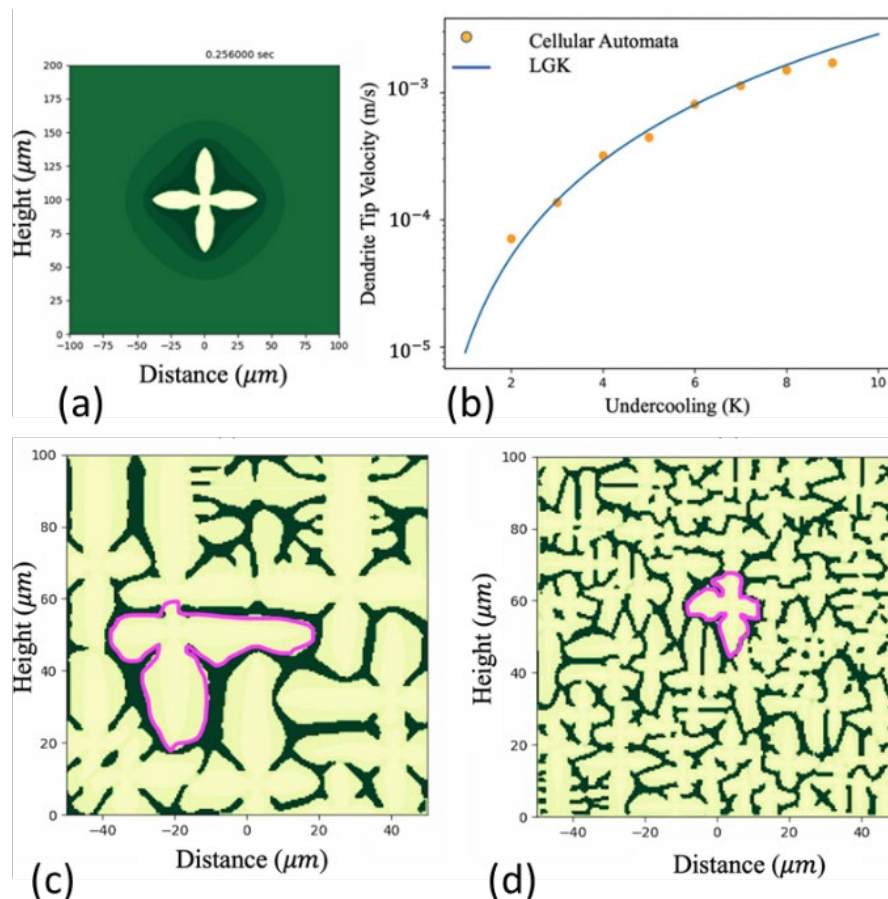 0.256000 sec
200
175
150
125
100
75
50
25
0
Height (μm)
−100 −75 −50 −25 0 25 50 75 100
Distance (μm)
(a)
Cellular Automata
LGK
10⁻³
10⁻⁴
10⁻⁵
Dendrite Tip Velocity (m/s)
2 4 6 8 10
Undercooling (K)
(b)
100
80
60
40
20
0
Height (μm)
−40 −20 0 20 40
Distance (μm)
(c)
100
80
60
40
20
0
Height (μm)
−40 −20 0 20 40
Distance (μm)
(d)